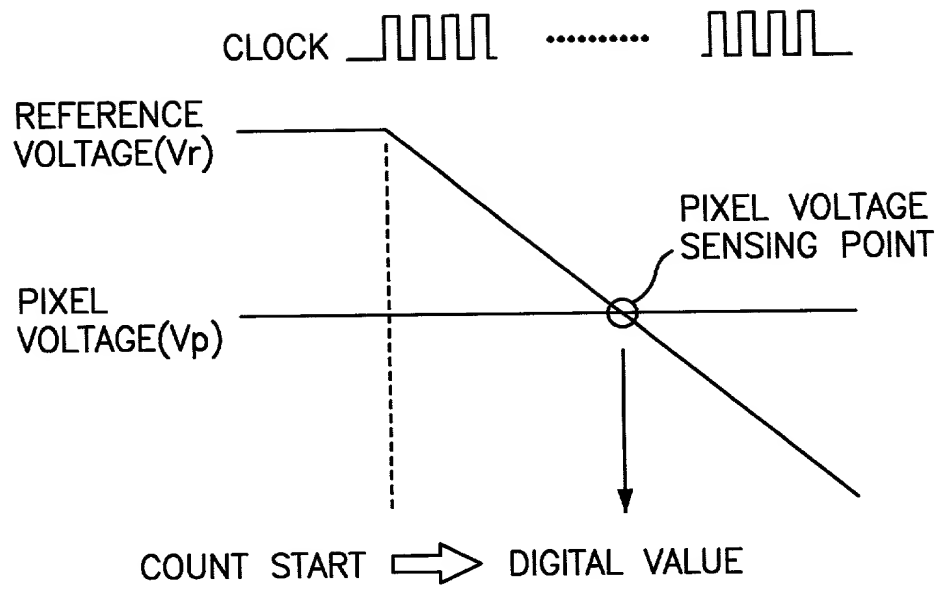 CLOCK
REFERENCE
VOLTAGE(Vr)
PIXEL VOLTAGE
SENSING POINT
PIXEL
VOLTAGE(Vp)
COUNT START
DIGITAL VALUE